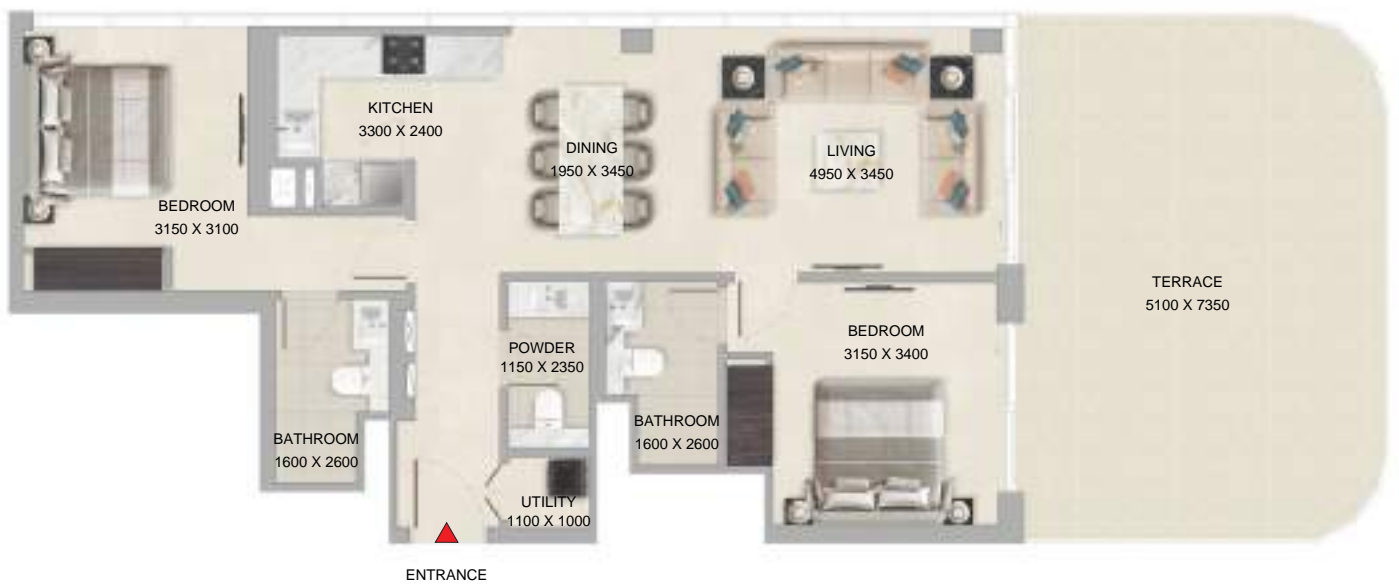 KITCHEN
3300 X 2400
DINING
1950 X 3450
LIVING
4950 X 3450
BEDROOM
3150 X 3100
TERRACE
5100 X 7350
BEDROOM
3150 X 3400
POWDER
1150 X 2350
BATHROOM
1600 X 2600
BATHROOM
1600 X 2600
UTILITY
1100 X 1000
ENTRANCE